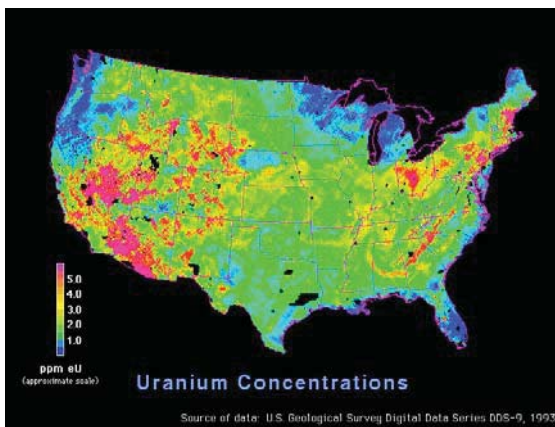 5.0
4.0
3.0
2.0
1.0
ppm eU
(approximate scale)
Uranium Concentrations
Source of data: U.S. Geological Survey Digital Data Series DDS-9, 1993